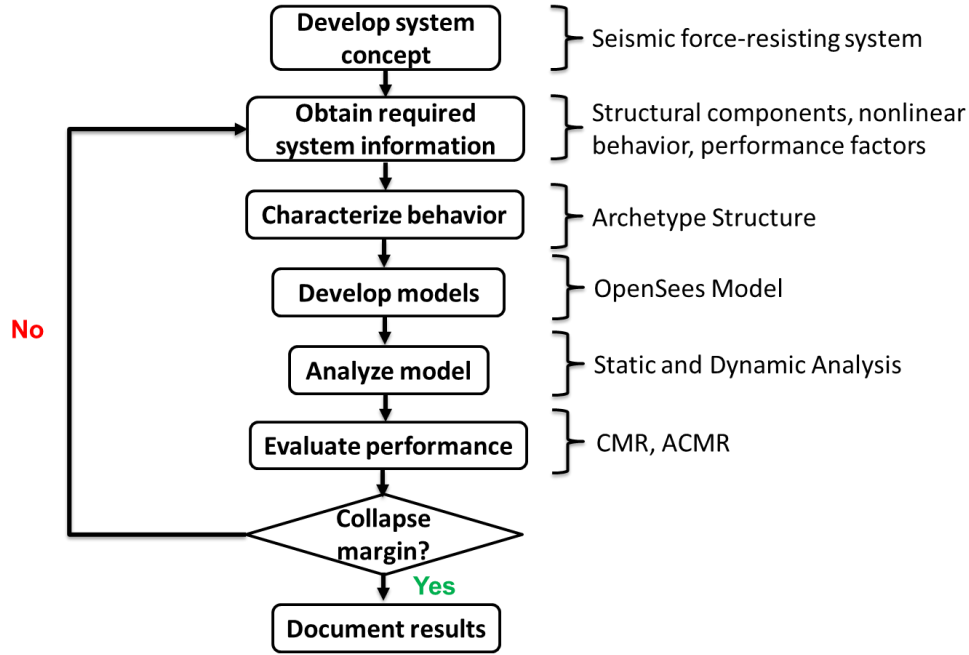 Develop system
concept
Seismic force-resisting system
Obtain required
system information
Structural components, nonlinear
behavior, performance factors
Characterize behavior
Archetype Structure
Develop models
OpenSees Model
No
Analyze model
Static and Dynamic Analysis
Evaluate performance
CMR, ACMR
Collapse
margin?
Yes
Document results